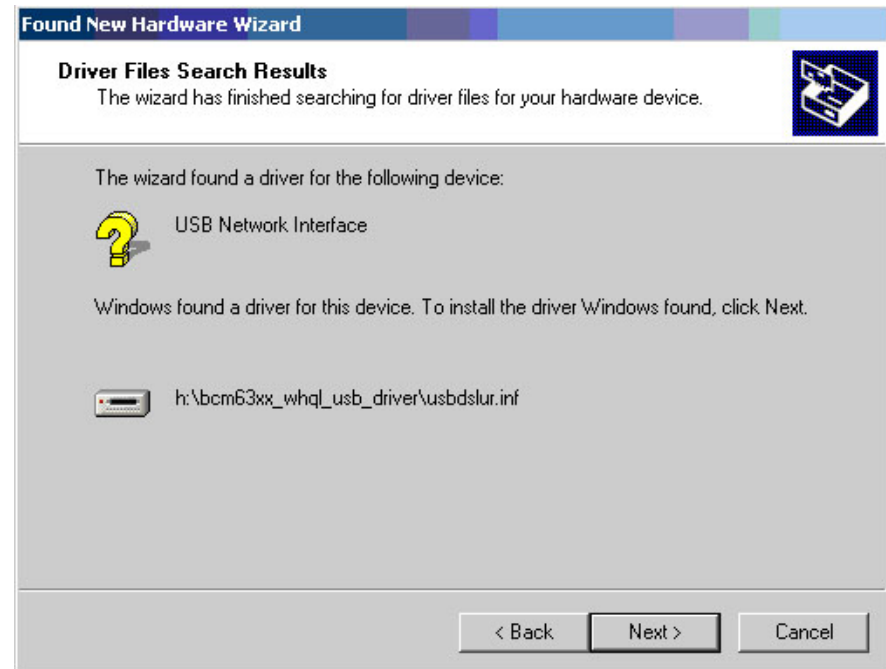 Found New Hardware Wizard
Driver Files Search Results
The wizard has finished searching for driver files for your hardware device.
The wizard found a driver for the following device:
USB Network Interface
Windows found a driver for this device. To install the driver Windows found, click Next.
h:\bcm63xx_whql_usb_driver\usbdslur.inf
< Back
Next >
Cancel